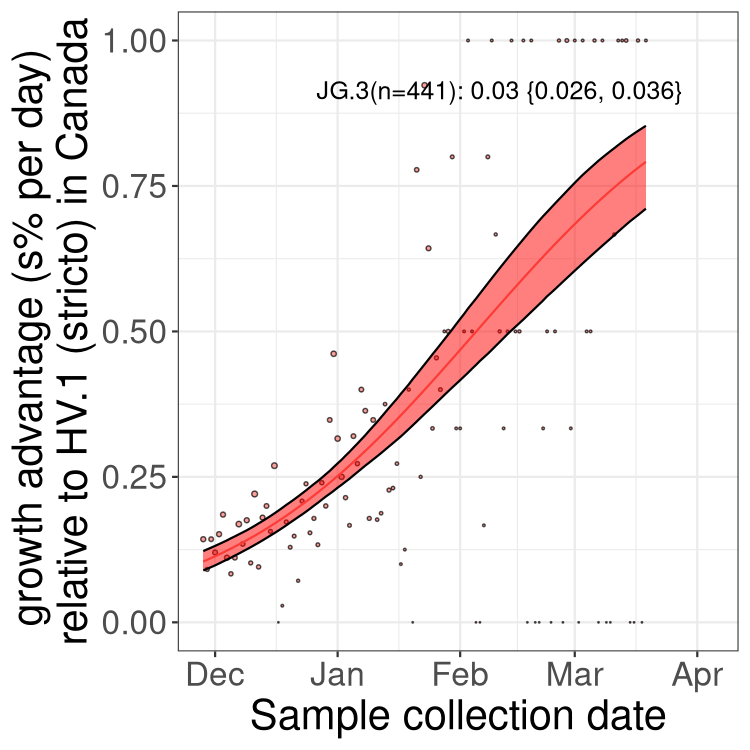 growth advantage (s% per day)
relative to HV.1 (stricto) in Canada
1.00
JG.3(n=441): 0.03 {0.026, 0.036}
0.75
0.50
0.25
0.00
Dec Jan Feb Mar Apr
Sample collection date